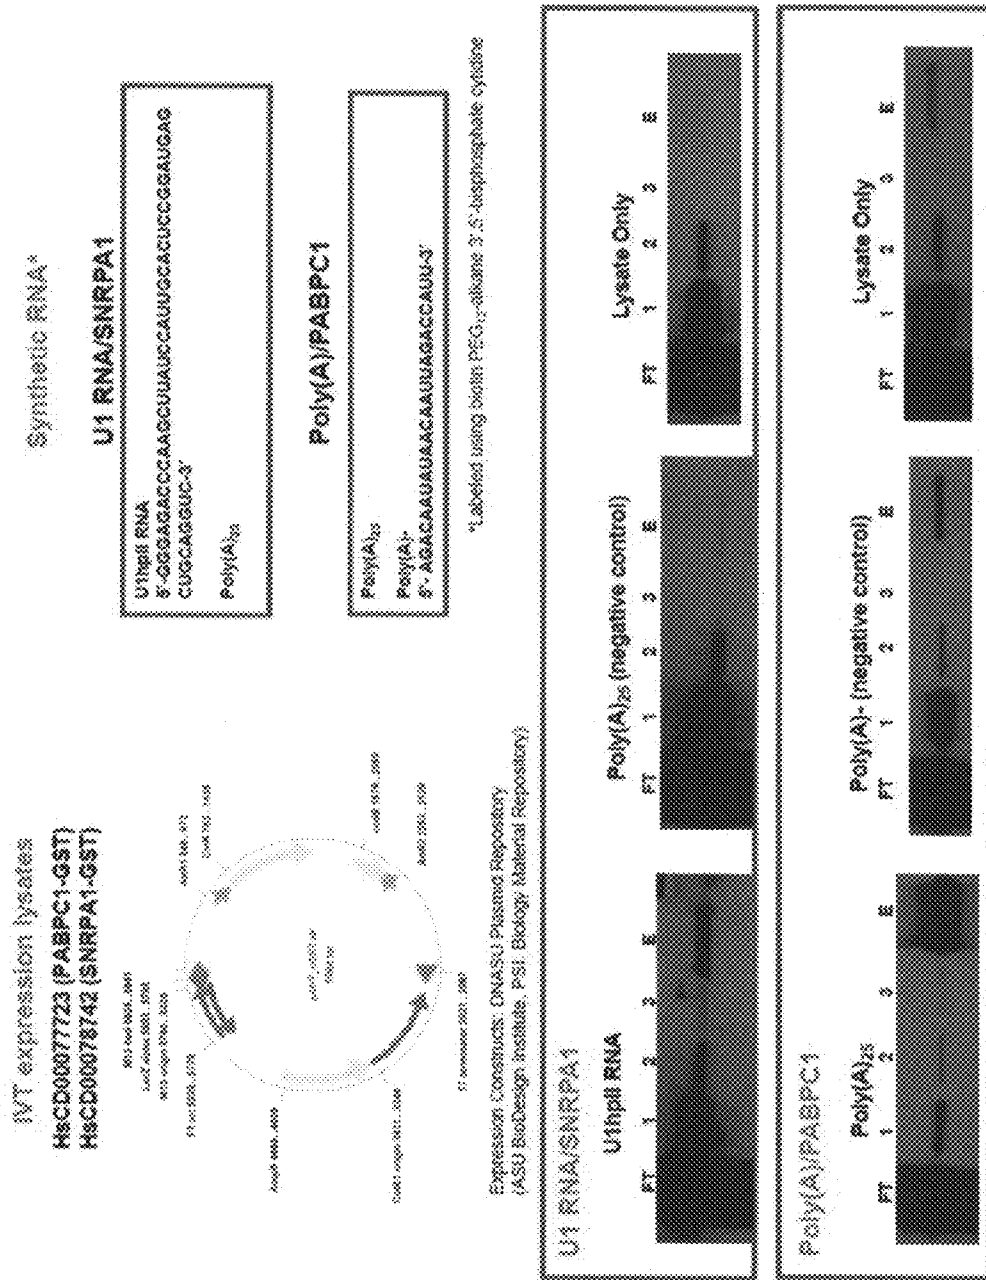 IVT expression lysates
HsCD00077723 (PABPC1-GST)
HsCD00078742 (SNRPA1-GST)
Expression Constructs: DNASU Plasmid Repository
(ASU BioDesign Institute, PSI: Biology Material Repository)
Synthetic RNA*
U1 RNA/SNRPA1
U1hpII RNA
5'-GGGAGACCCAAGCUUAUCCAUUGCACUCCGGAUGAG
CUGCAGGUC-3'
Poly(A)25
Poly(A)/PABPC1
Poly(A)25
Poly(A)-
5'- AGACAAUAUAACAAUUAGACCAUU-3'
*Labeled using biotin PEG12-alkane 3',5'-bisphosphate cytidine
U1 RNA/SNRPA1
U1hpII RNA
FT 1 2 3 E
Poly(A)25 (negative control)
FT 1 2 3 E
Lysate Only
FT 1 2 3 E
Poly(A)/PABPC1
Poly(A)25
FT 1 2 3 E
Poly(A)- (negative control)
FT 1 2 3 E
Lysate Only
FT 1 2 3 E